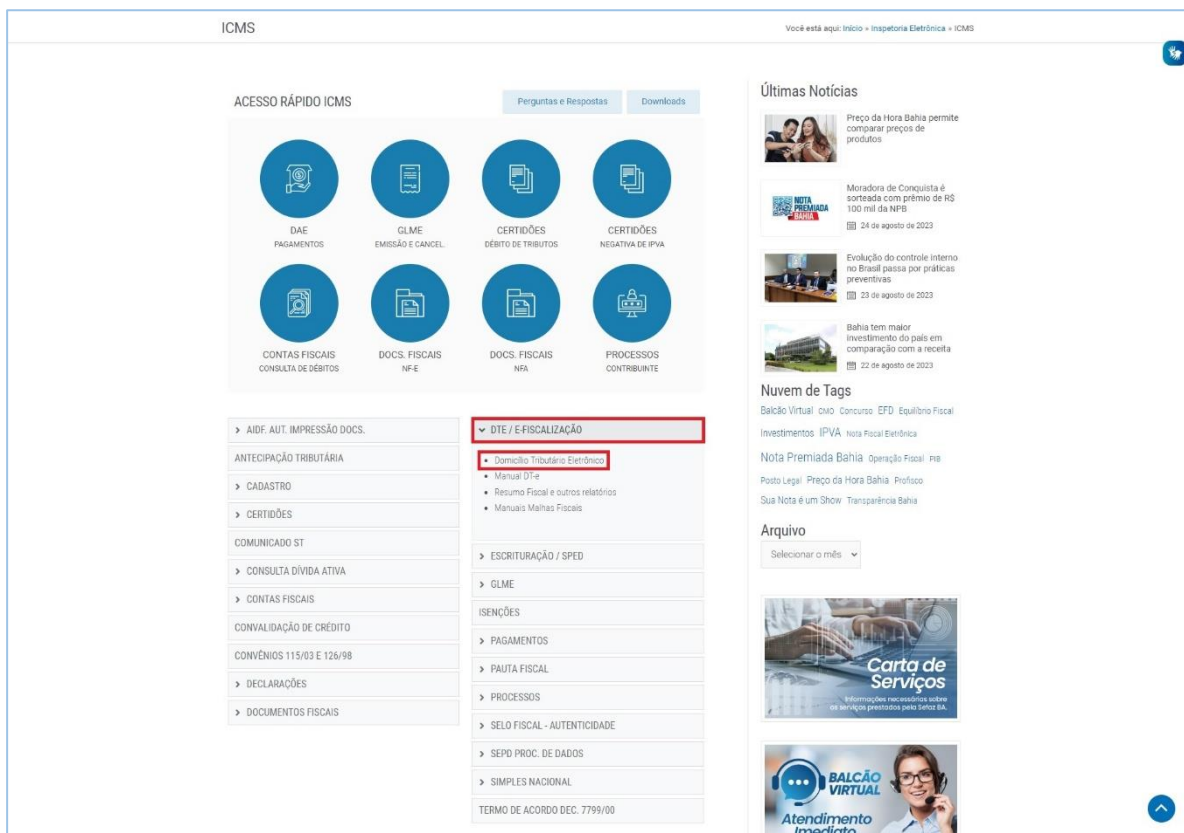 ICMS
Você está aqui: Início » Inspetoria Eletrônica » ICMS
ACESSO RÁPIDO ICMS
Perguntas e Respostas
Downloads
DAE
PAGAMENTOS
GLME
EMISSÃO E CANCEL.
CERTIDÕES
DÉBITO DE TRIBUTOS
CERTIDÕES
NEGATIVA DE IPVA
CONTAS FISCAIS
CONSULTA DE DÉBITOS
DOCS. FISCAIS
NF-E
DOCS. FISCAIS
NFA
PROCESSOS
CONTRIBUINTE
AIDF. AUT. IMPRESSÃO DOCS.
ANTECIPAÇÃO TRIBUTÁRIA
CADASTRO
CERTIDÕES
COMUNICADO ST
CONSULTA DÍVIDA ATIVA
CONTAS FISCAIS
CONVALIDAÇÃO DE CRÉDITO
CONVÊNIOS 115/03 E 126/98
DECLARAÇÕES
DOCUMENTOS FISCAIS
DTE / E-FISCALIZAÇÃO
Domicílio Tributário Eletrônico
Manual DT-e
Resumo Fiscal e outros relatórios
Manuais Malhas Fiscais
ESCRITURAÇÃO / SPED
GLME
ISENÇÕES
PAGAMENTOS
PAUTA FISCAL
PROCESSOS
SELO FISCAL - AUTENTICIDADE
SEPD PROC. DE DADOS
SIMPLES NACIONAL
TERMO DE ACORDO DEC. 7799/00
Últimas Notícias
Preço da Hora Bahia permite
comparar preços de
produtos
NOTA
PREMIADA
BAHIA
Moradora de Conquista é
sorteada com prêmio de R$
100 mil da NPB
24 de agosto de 2023
Evolução do controle interno
no Brasil passa por práticas
preventivas
23 de agosto de 2023
Bahia tem maior
investimento do país em
comparação com a receita
22 de agosto de 2023
Nuvem de Tags
Balcão Virtual CMO Concurso EFD Equilíbrio Fiscal
Investimentos IPVA Nota Fiscal Eletrônica
Nota Premiada Bahia Operação Fiscal PIB
Posto Legal Preço da Hora Bahia Profisco
Sua Nota é um Show Transparência Bahia
Arquivo
Selecionar o mês
Carta de
Serviços
Informações necessárias sobre
os serviços prestados pela Sefaz BA.
BALCÃO
VIRTUAL
Atendimento
Imediato